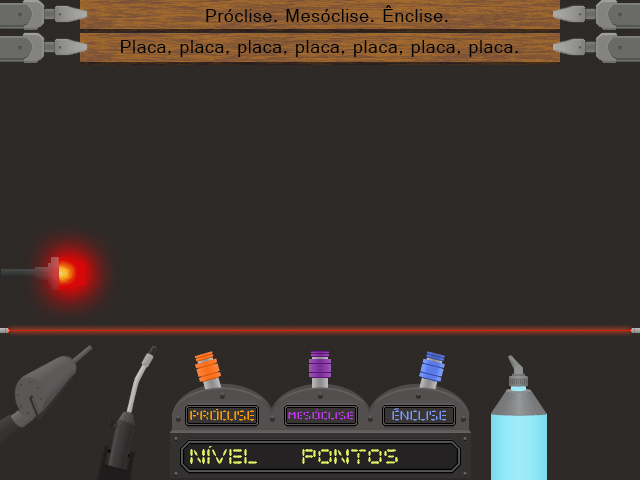 Próclise. Mesóclise. Ênclise.
Placa, placa, placa, placa, placa, placa, placa.
PRÓCLISE MESÓCLISE ÊNCLISE
NÍVEL PONTOS